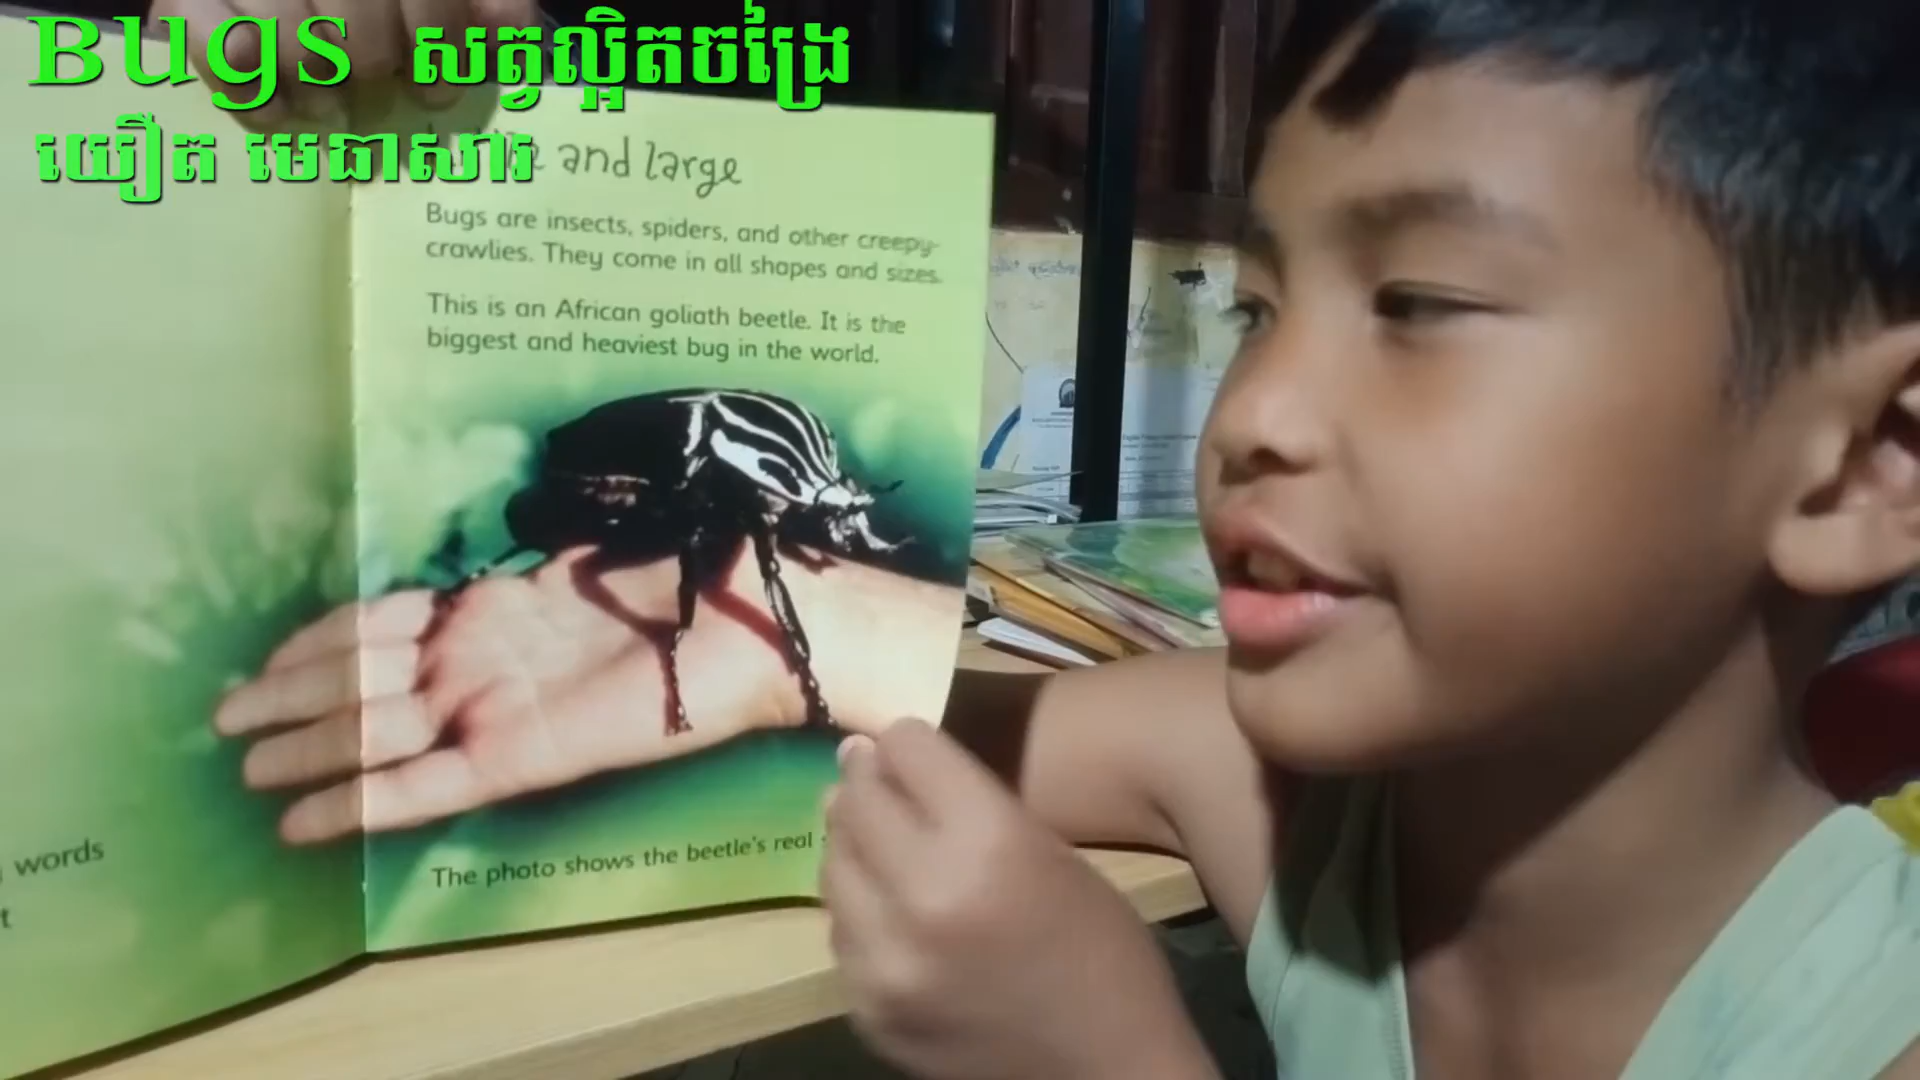 Bugs សត្វល្អិតចង្រៃ
យឿត មេធាសារ
and large
Bugs are insects, spiders, and other creepy-
crawlies. They come in all shapes and sizes.
This is an African goliath beetle. It is the
biggest and heaviest bug in the world.
The photo shows the beetle's real
words